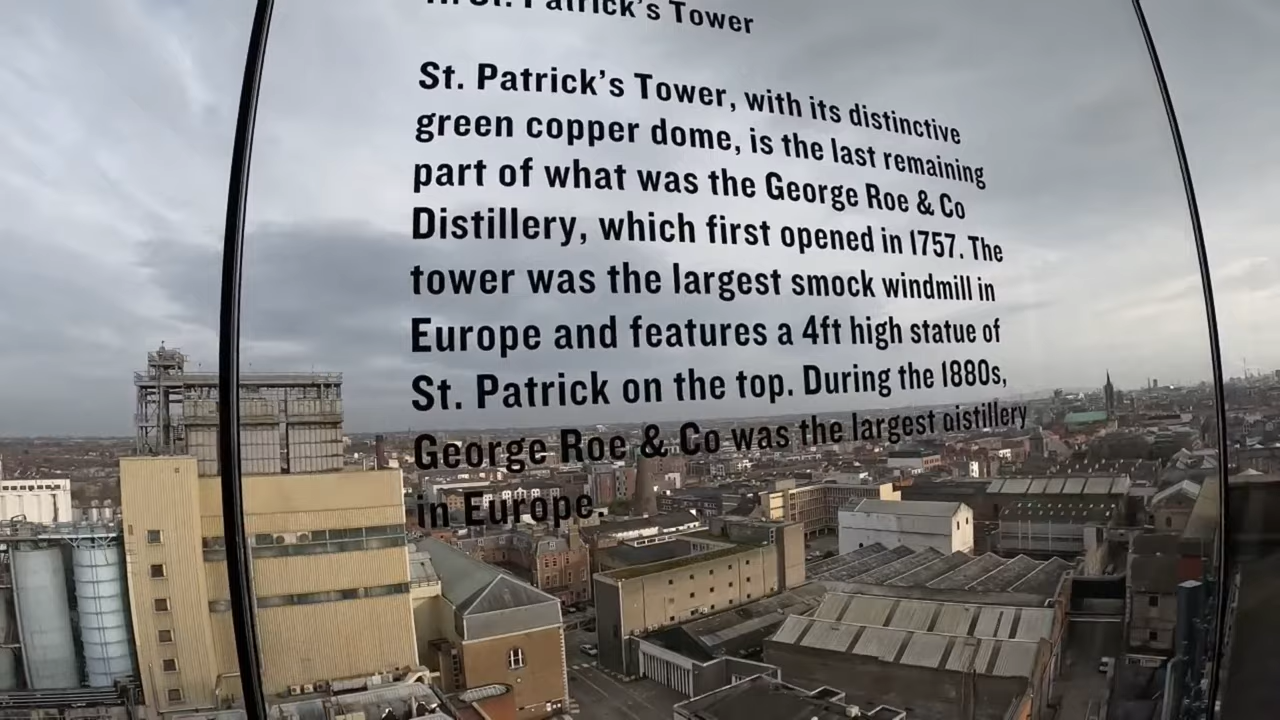 St. Patrick's Tower
St. Patrick's Tower, with its distinctive
green copper dome, is the last remaining
part of what was the George Roe & Co
Distillery, which first opened in 1757. The
tower was the largest smock windmill in
Europe and features a 4ft high statue of
St. Patrick on the top. During the 1880s,
George Roe & Co was the largest distillery
in Europe.